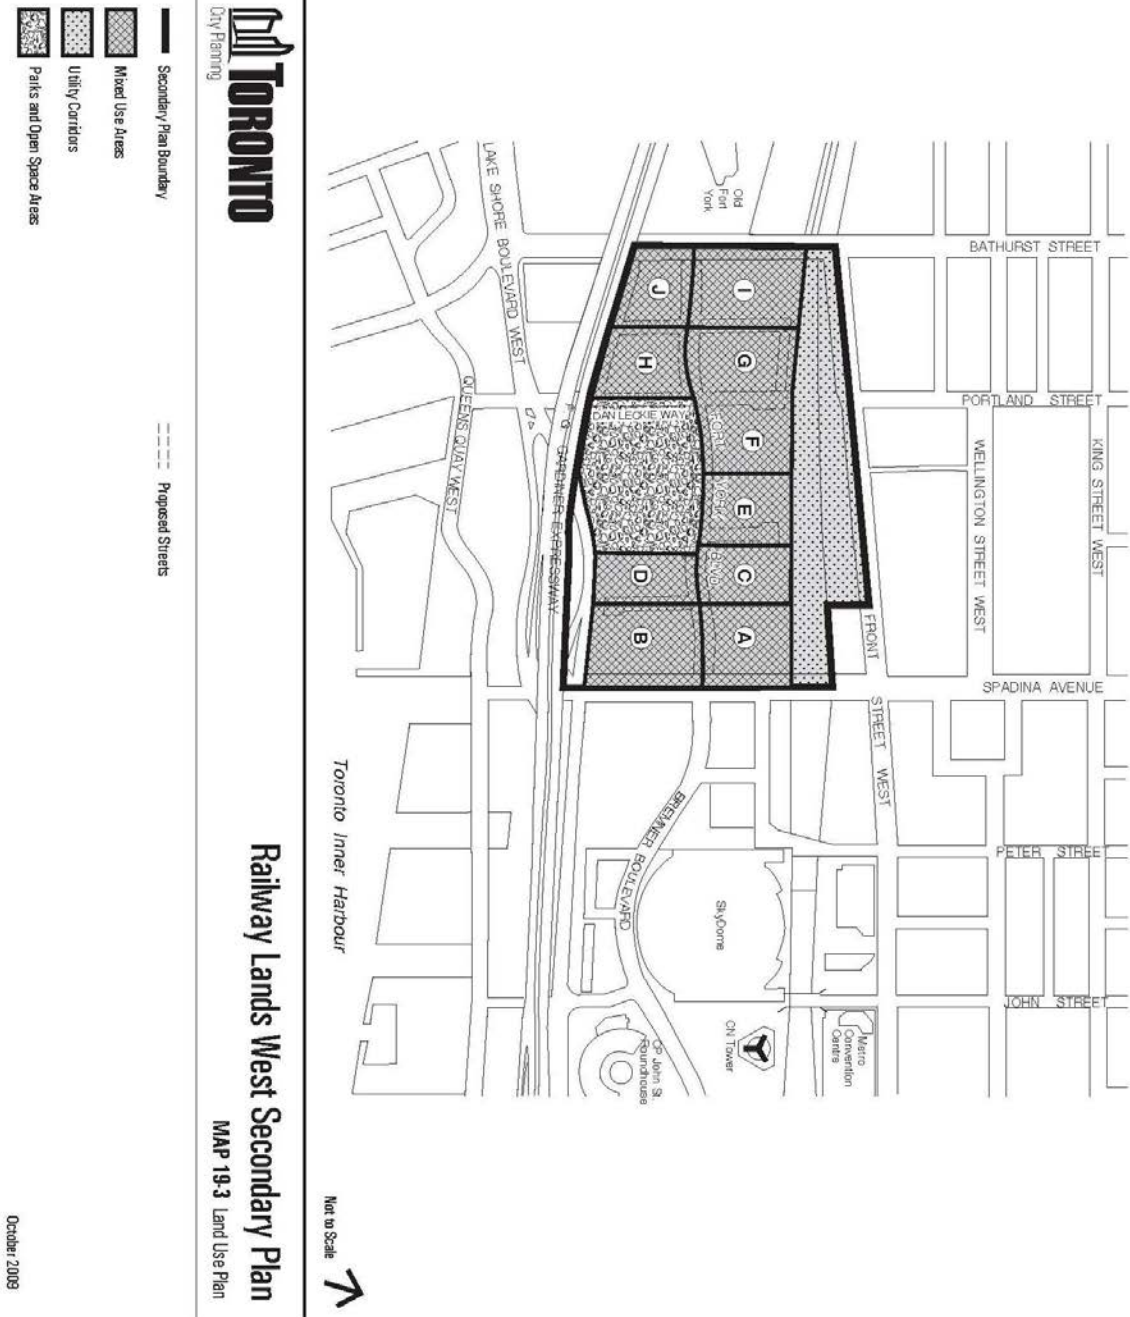 BATHURST STREET
PORTLAND STREET
SPADINA AVENUE
PETER STREET
JOHN STREET
KING STREET WEST
WELLINGTON STREET WEST
FRONT STREET WEST
Old
Fort
York
I
G
F
E
C
A
J
H
D
B
FORT YORK BLVD
DAN LECKIE WAY
F G GARDINER EXPRESSWAY
LAKE SHORE BOULEVARD WEST
QUEENS QUAY WEST
BREMNER BOULEVARD
SkyDome
CN Tower
Metro
Convention
Centre
CP John St.
Roundhouse
Toronto Inner Harbour
TORONTO
City Planning
Railway Lands West Secondary Plan
MAP 19-3 Land Use Plan
Not to Scale
Secondary Plan Boundary
Proposed Streets
Mixed Use Areas
Utility Corridors
Parks and Open Space Areas
October 2009